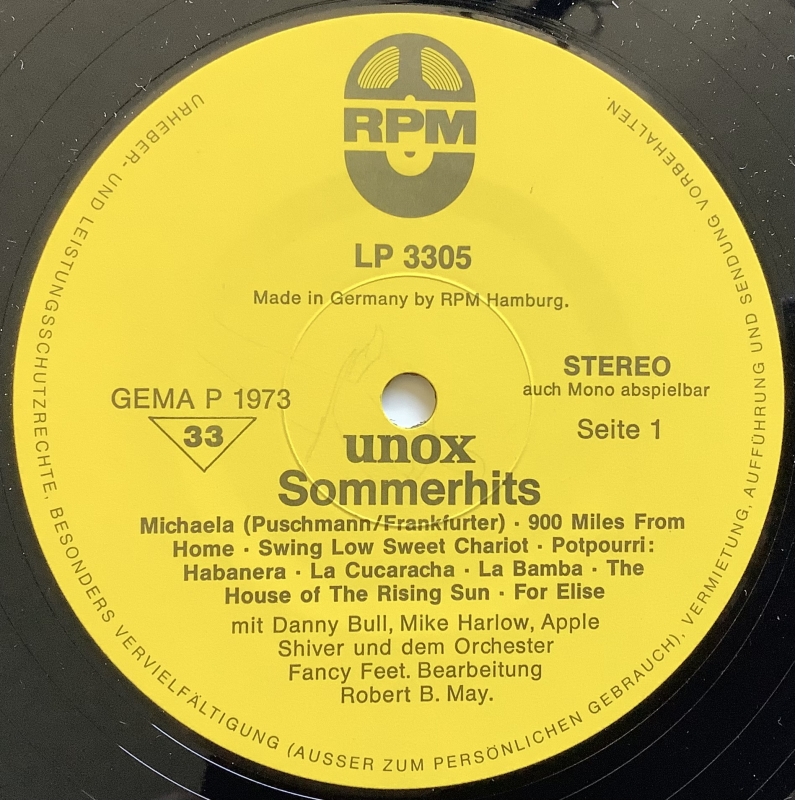 RPM
LP 3305
Made in Germany by RPM Hamburg.
STEREO
auch Mono abspielbar
Seite 1
GEMA P 1973
33
unox
Sommerhits
Michaela (Puschmann/Frankfurter) · 900 Miles From
Home · Swing Low Sweet Chariot · Potpourri:
Habanera · La Cucaracha · La Bamba · The
House of The Rising Sun · For Elise
mit Danny Bull, Mike Harlow, Apple
Shiver und dem Orchester
Fancy Feet. Bearbeitung
Robert B. May.
URHEBER- UND LEISTUNGSSCHUTZRECHTE, BESONDERS VERVIELFÄLTIGUNG (AUSSER ZUM PERSÖNLICHEN GEBRAUCH), VERMIETUNG, AUFFÜHRUNG UND SENDUNG VORBEHALTEN.